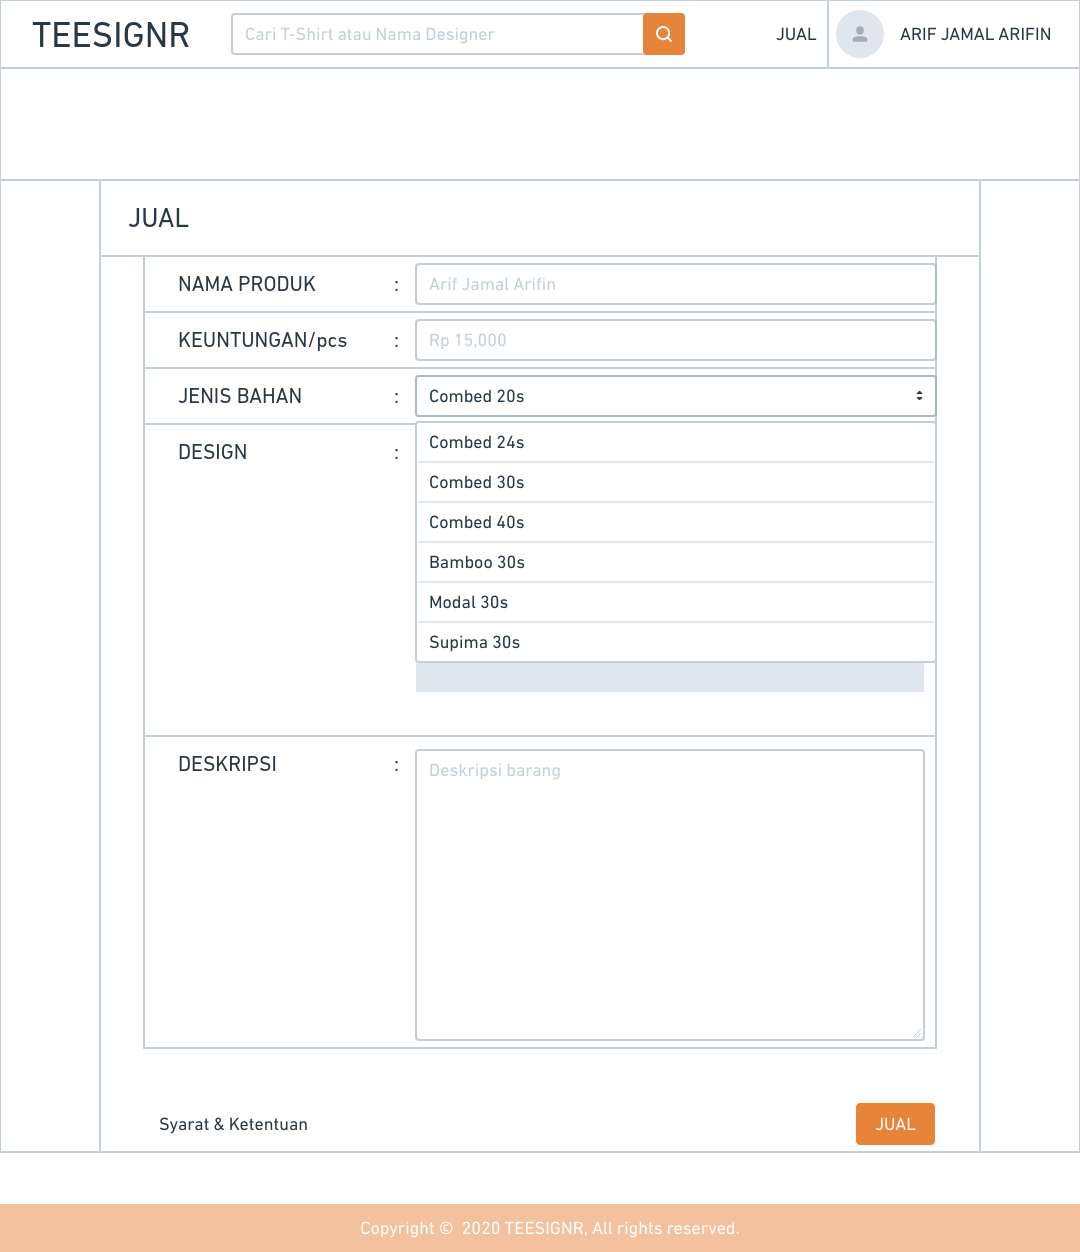 TEESIGNR
Cari T-Shirt atau Nama Designer
JUAL
ARIF JAMAL ARIFIN
JUAL
NAMA PRODUK : Arif Jamal Arifin
KEUNTUNGAN/pcs : Rp 15,000
JENIS BAHAN : Combed 20s
DESIGN :
Combed 24s
Combed 30s
Combed 40s
Bamboo 30s
Modal 30s
Supima 30s
DESKRIPSI : Deskripsi barang
Syarat & Ketentuan
JUAL
Copyright © 2020 TEESIGNR, All rights reserved.